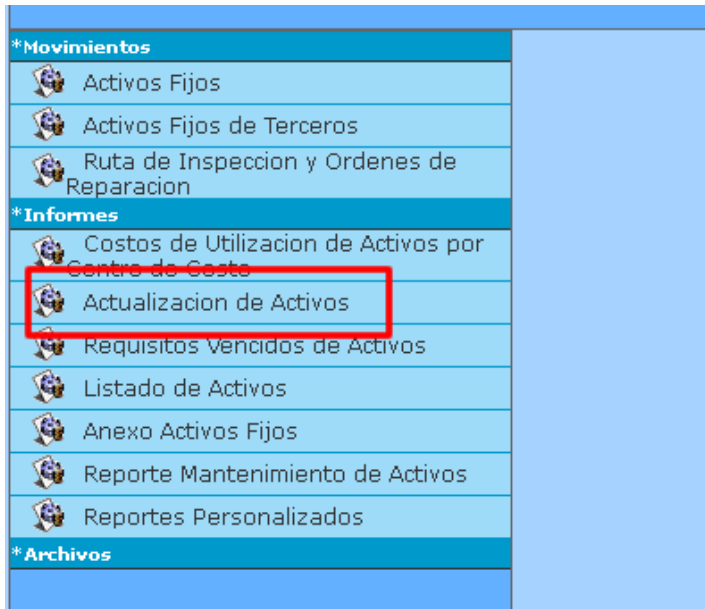 *Movimientos
Activos Fijos
Activos Fijos de Terceros
Ruta de Inspeccion y Ordenes de
Reparacion
*Informes
Costos de Utilizacion de Activos por
Centro de Costo
Actualizacion de Activos
Requisitos Vencidos de Activos
Listado de Activos
Anexo Activos Fijos
Reporte Mantenimiento de Activos
Reportes Personalizados
*Archivos